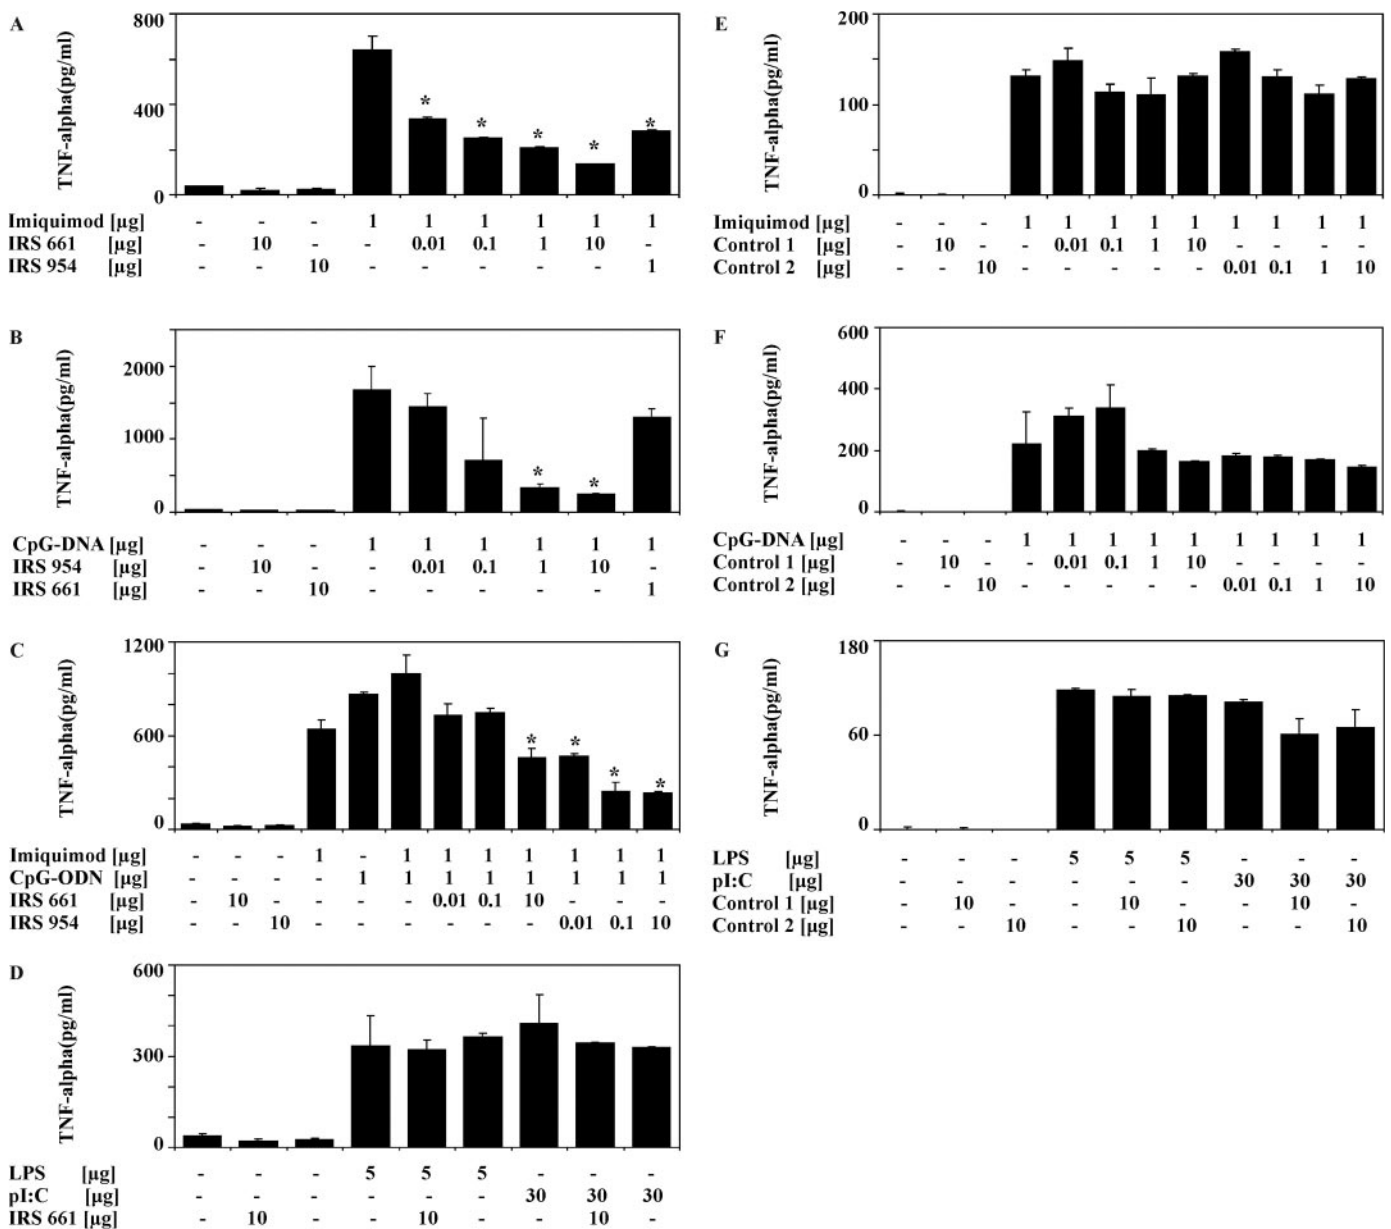 A
TNF-alpha(pg/ml)
800
400
0
* * * * *
Imiquimod [µg] - - - 1 1 1 1 1 1
IRS 661 [µg] - 10 - - 0.01 0.1 1 10 -
IRS 954 [µg] - - 10 - - - - - 1
B
TNF-alpha(pg/ml)
2000
1000
0
* *
CpG-DNA [µg] - - - 1 1 1 1 1 1
IRS 954 [µg] - 10 - - 0.01 0.1 1 10 -
IRS 661 [µg] - - 10 - - - - - 1
C
TNF-alpha(pg/ml)
1200
600
0
* * * *
Imiquimod [µg] - - - 1 - 1 1 1 1 1 1 1
CpG-ODN [µg] - - - - 1 1 1 1 1 1 1 1
IRS 661 [µg] - 10 - - - - 0.01 0.1 10 - - -
IRS 954 [µg] - - 10 - - - - - - 0.01 0.1 10
D
TNF-alpha(pg/ml)
600
300
0
LPS [µg] - - - 5 5 5 - - -
pI:C [µg] - - - - - - 30 30 30
IRS 661 [µg] - 10 - - 10 - - 10 -
E
TNF-alpha(pg/ml)
200
100
0
Imiquimod [µg] - - - 1 1 1 1 1 1 1 1 1
Control 1 [µg] - 10 - - 0.01 0.1 1 10 - - - -
Control 2 [µg] - - 10 - - - - - 0.01 0.1 1 10
F
TNF-alpha(pg/ml)
600
400
200
0
CpG-DNA [µg] - - - 1 1 1 1 1 1 1 1 1
Control 1 [µg] - 10 - - 0.01 0.1 1 10 - - - -
Control 2 [µg] - - 10 - - - - - 0.01 0.1 1 10
G
TNF-alpha(pg/ml)
180
60
0
LPS [µg] - - - 5 5 5 - - -
pI:C [µg] - - - - - - 30 30 30
Control 1 [µg] - 10 - - 10 - - 10 -
Control 2 [µg] - - 10 - - 10 - - 10